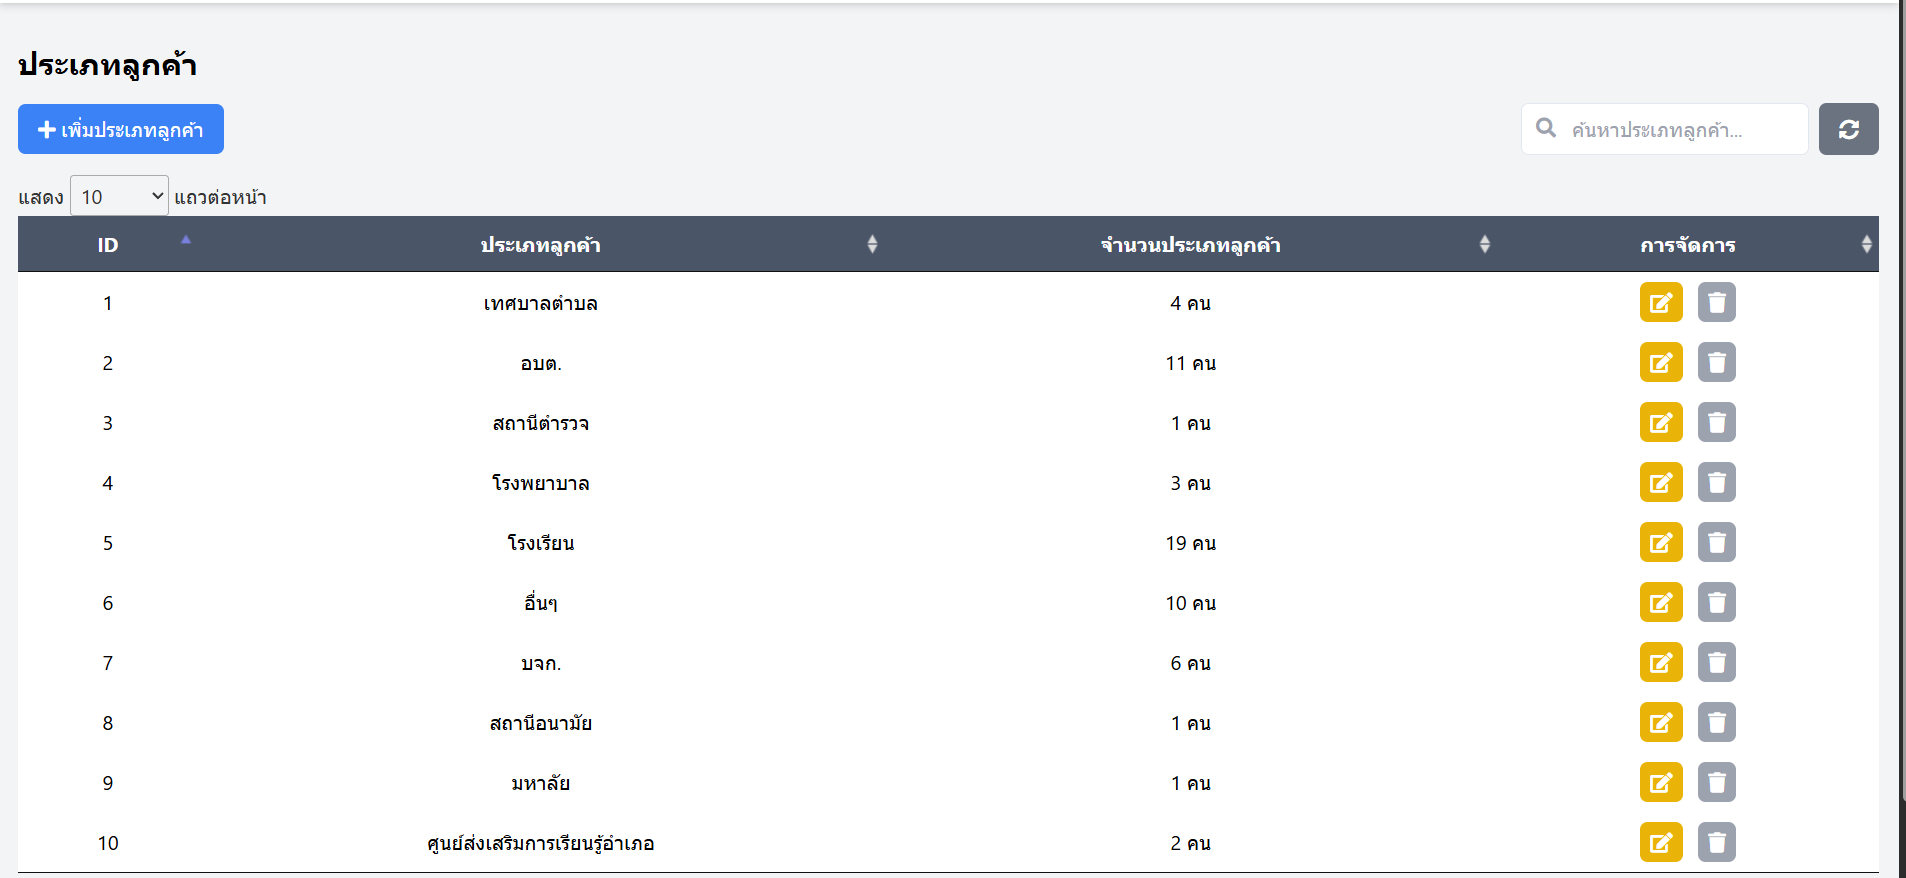 ประเภทลูกค้า
เพิ่มประเภทลูกค้า
ค้นหาประเภทลูกค้า...
แสดง 10 แถวต่อหน้า
ID ประเภทลูกค้า จำนวนประเภทลูกค้า การจัดการ
1 เทศบาลตำบล 4 คน
2 อบต. 11 คน
3 สถานีตำรวจ 1 คน
4 โรงพยาบาล 3 คน
5 โรงเรียน 19 คน
6 อื่นๆ 10 คน
7 บจก. 6 คน
8 สถานีอนามัย 1 คน
9 มหาลัย 1 คน
10 ศูนย์ส่งเสริมการเรียนรู้อำเภอ 2 คน